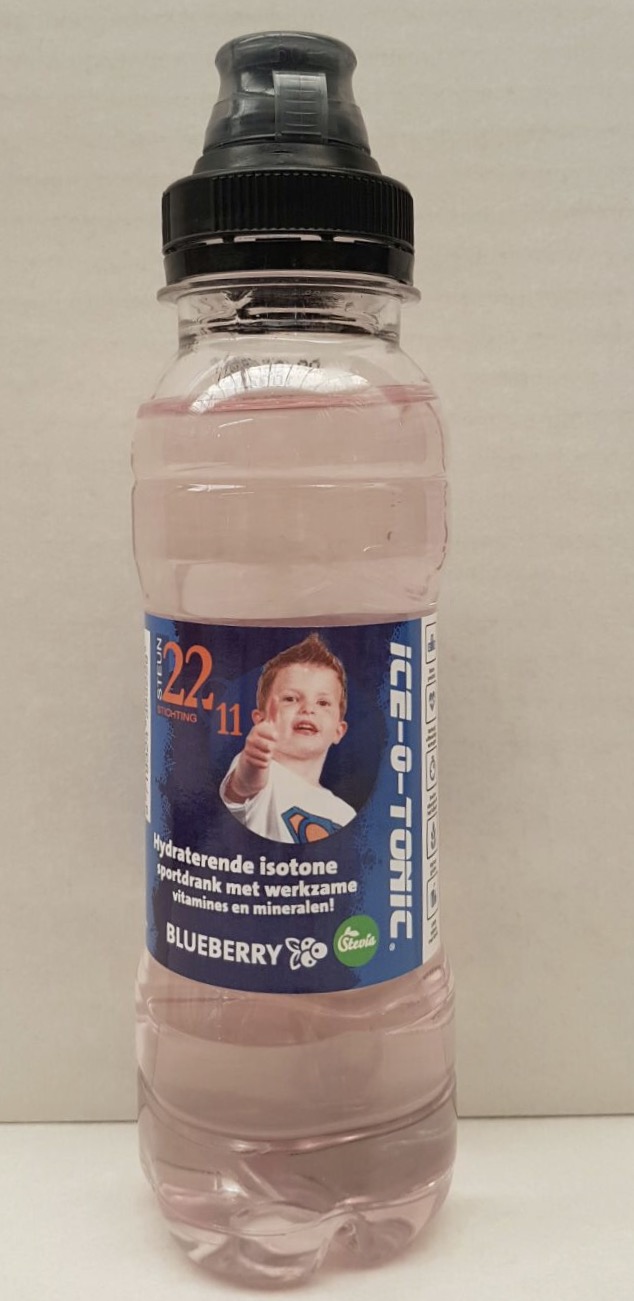 STEUN
22
STICHTING
11
ICE-O-TONIC
Hydraterende isotone
sportdrank met werkzame
vitamines en mineralen!
BLUEBERRY
Stevia